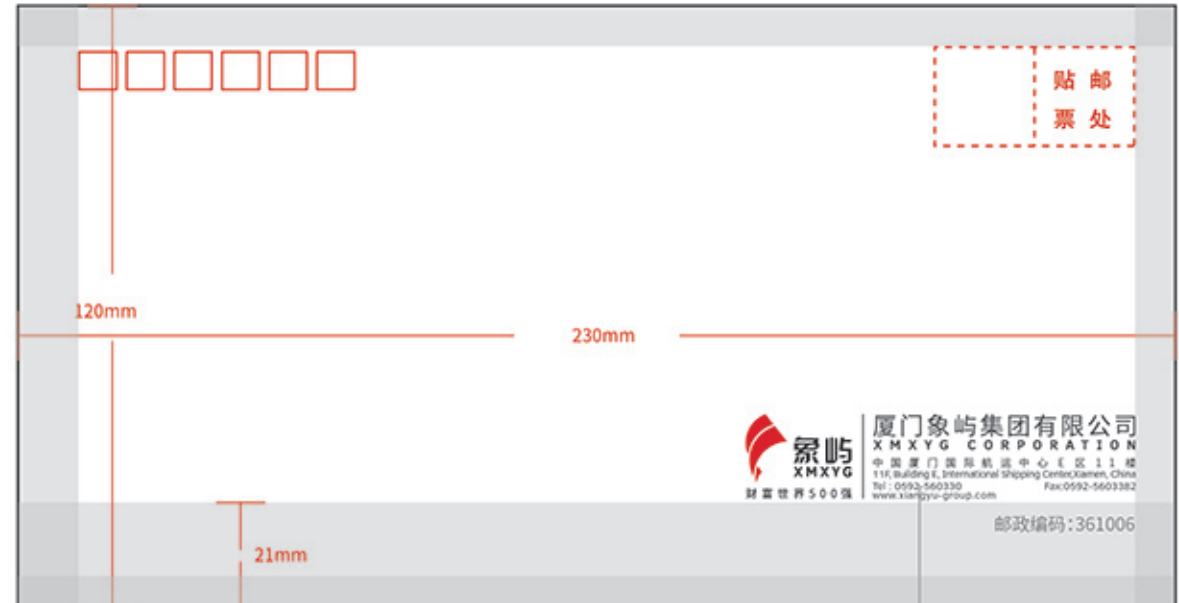 贴 邮
票 处
120mm
230mm
象屿
XMXYG
财富世界500强
厦门象屿集团有限公司
XMXYG CORPORATION
中国厦门国际航运中心E区11楼
11F, Building E, International Shipping Center,Xiamen, China
Tel : 0592-560330 Fax:0592-5603382
www.xiangyu-group.com
邮政编码:361006
21mm